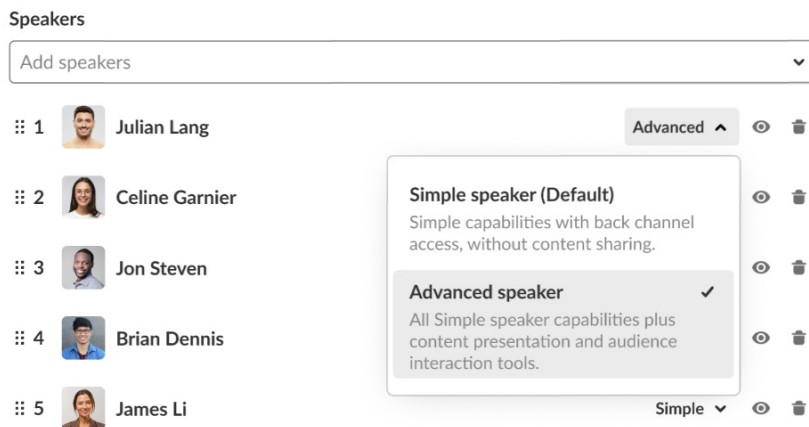 Speakers
Add speakers
1 Julian Lang Advanced
2 Celine Garnier
3 Jon Steven
4 Brian Dennis
5 James Li Simple
Simple speaker (Default)
Simple capabilities with back channel
access, without content sharing.
Advanced speaker
All Simple speaker capabilities plus
content presentation and audience
interaction tools.